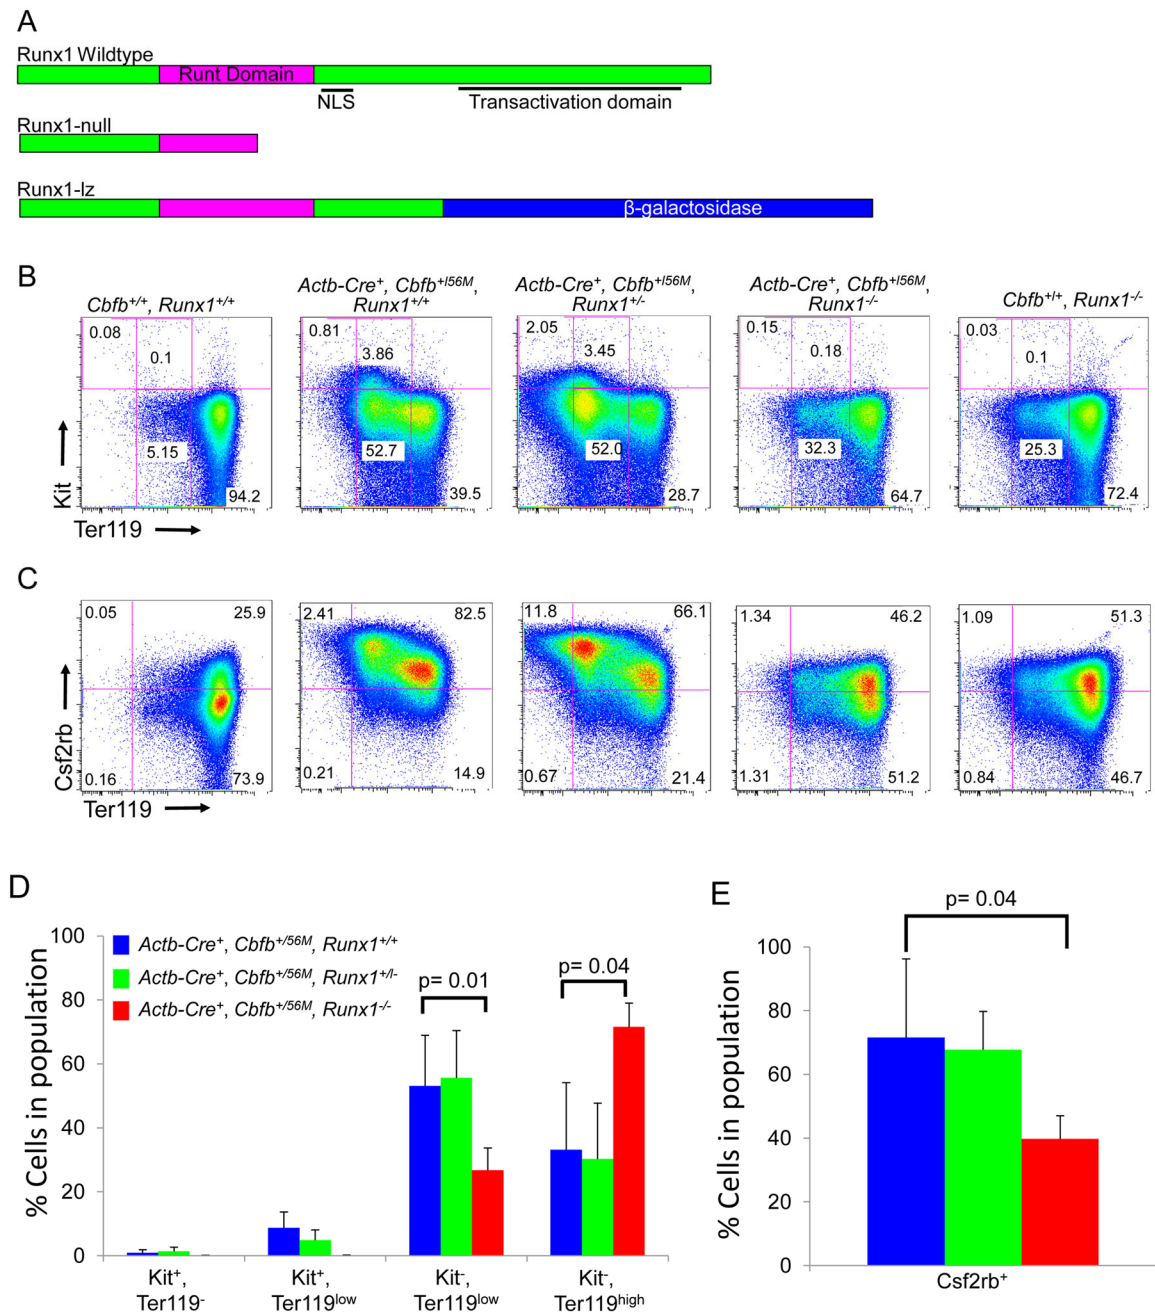 A
Runx1 Wildtype
Runt Domain
NLS
Transactivation domain
Runx1-null
Runx1-lz
β-galactosidase
B
Cbfb+/+, Runx1+/+
Actb-Cre+, Cbfb+/56M,
Runx1+/+
Actb-Cre+, Cbfb+/56M,
Runx1+/-
Actb-Cre+, Cbfb+/56M,
Runx1-/-
Cbfb+/+, Runx1-/-
0.08
0.1
5.15
94.2
0.81
3.86
52.7
39.5
2.05
3.45
52.0
28.7
0.15
0.18
32.3
64.7
0.03
0.1
25.3
72.4
Kit
Ter119
C
0.05 25.9
0.16 73.9
2.41 82.5
0.21 14.9
11.8 66.1
0.67 21.4
1.34 46.2
1.31 51.2
1.09 51.3
0.84 46.7
Csf2rb
Ter119
D
% Cells in population
100
80
60
40
20
0
Actb-Cre+, Cbfb+/56M, Runx1+/+
Actb-Cre+, Cbfb+/56M, Runx1+/-
Actb-Cre+, Cbfb+/56M, Runx1-/-
p= 0.01
p= 0.04
Kit+,
Ter119-
Kit+,
Ter119low
Kit-,
Ter119low
Kit-,
Ter119high
E
% Cells in population
100
80
60
40
20
0
p= 0.04
Csf2rb+